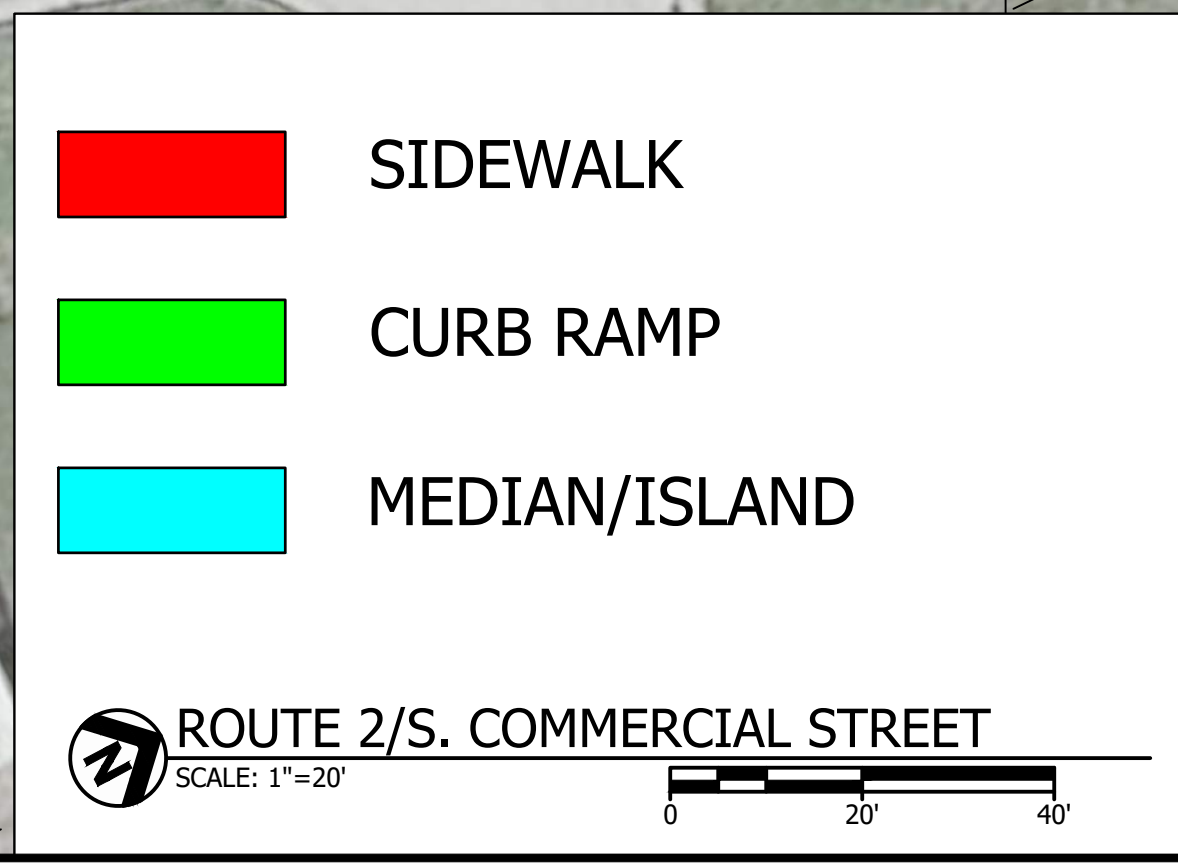 SIDEWALK
CURB RAMP
MEDIAN/ISLAND
N
ROUTE 2/S. COMMERCIAL STREET
SCALE: 1"=20'
0 20' 40'